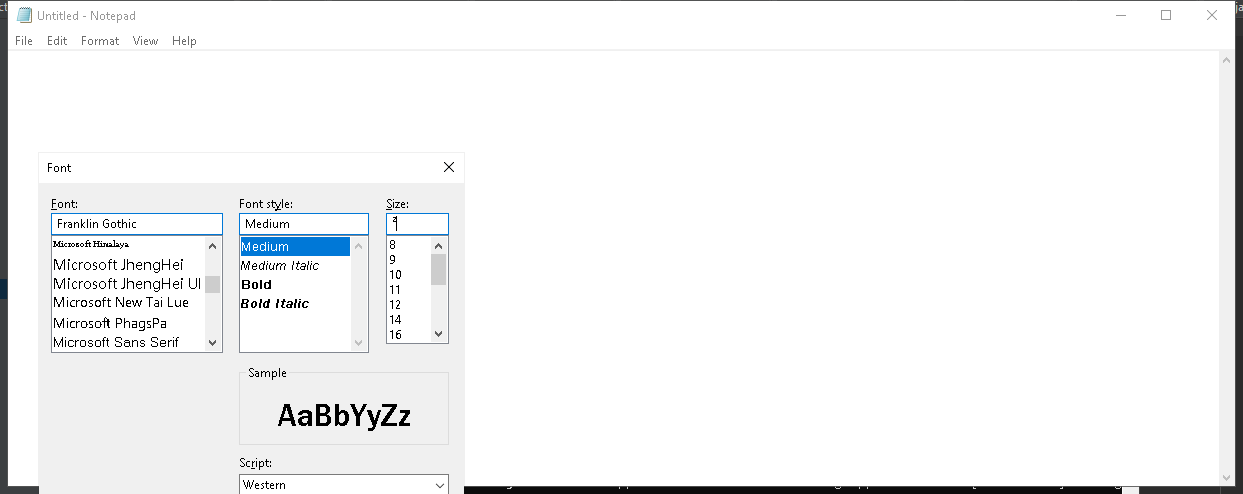 Untitled - Notepad
File Edit Format View Help
Font
Font: Font style: Size:
Franklin Gothic Medium
Microsoft Himalaya
Microsoft JhengHei
Microsoft JhengHei UI
Microsoft New Tai Lue
Microsoft PhagsPa
Microsoft Sans Serif
Medium
Medium Italic
Bold
Bold Italic
8
9
10
11
12
14
16
Sample
AaBbYyZz
Script:
Western